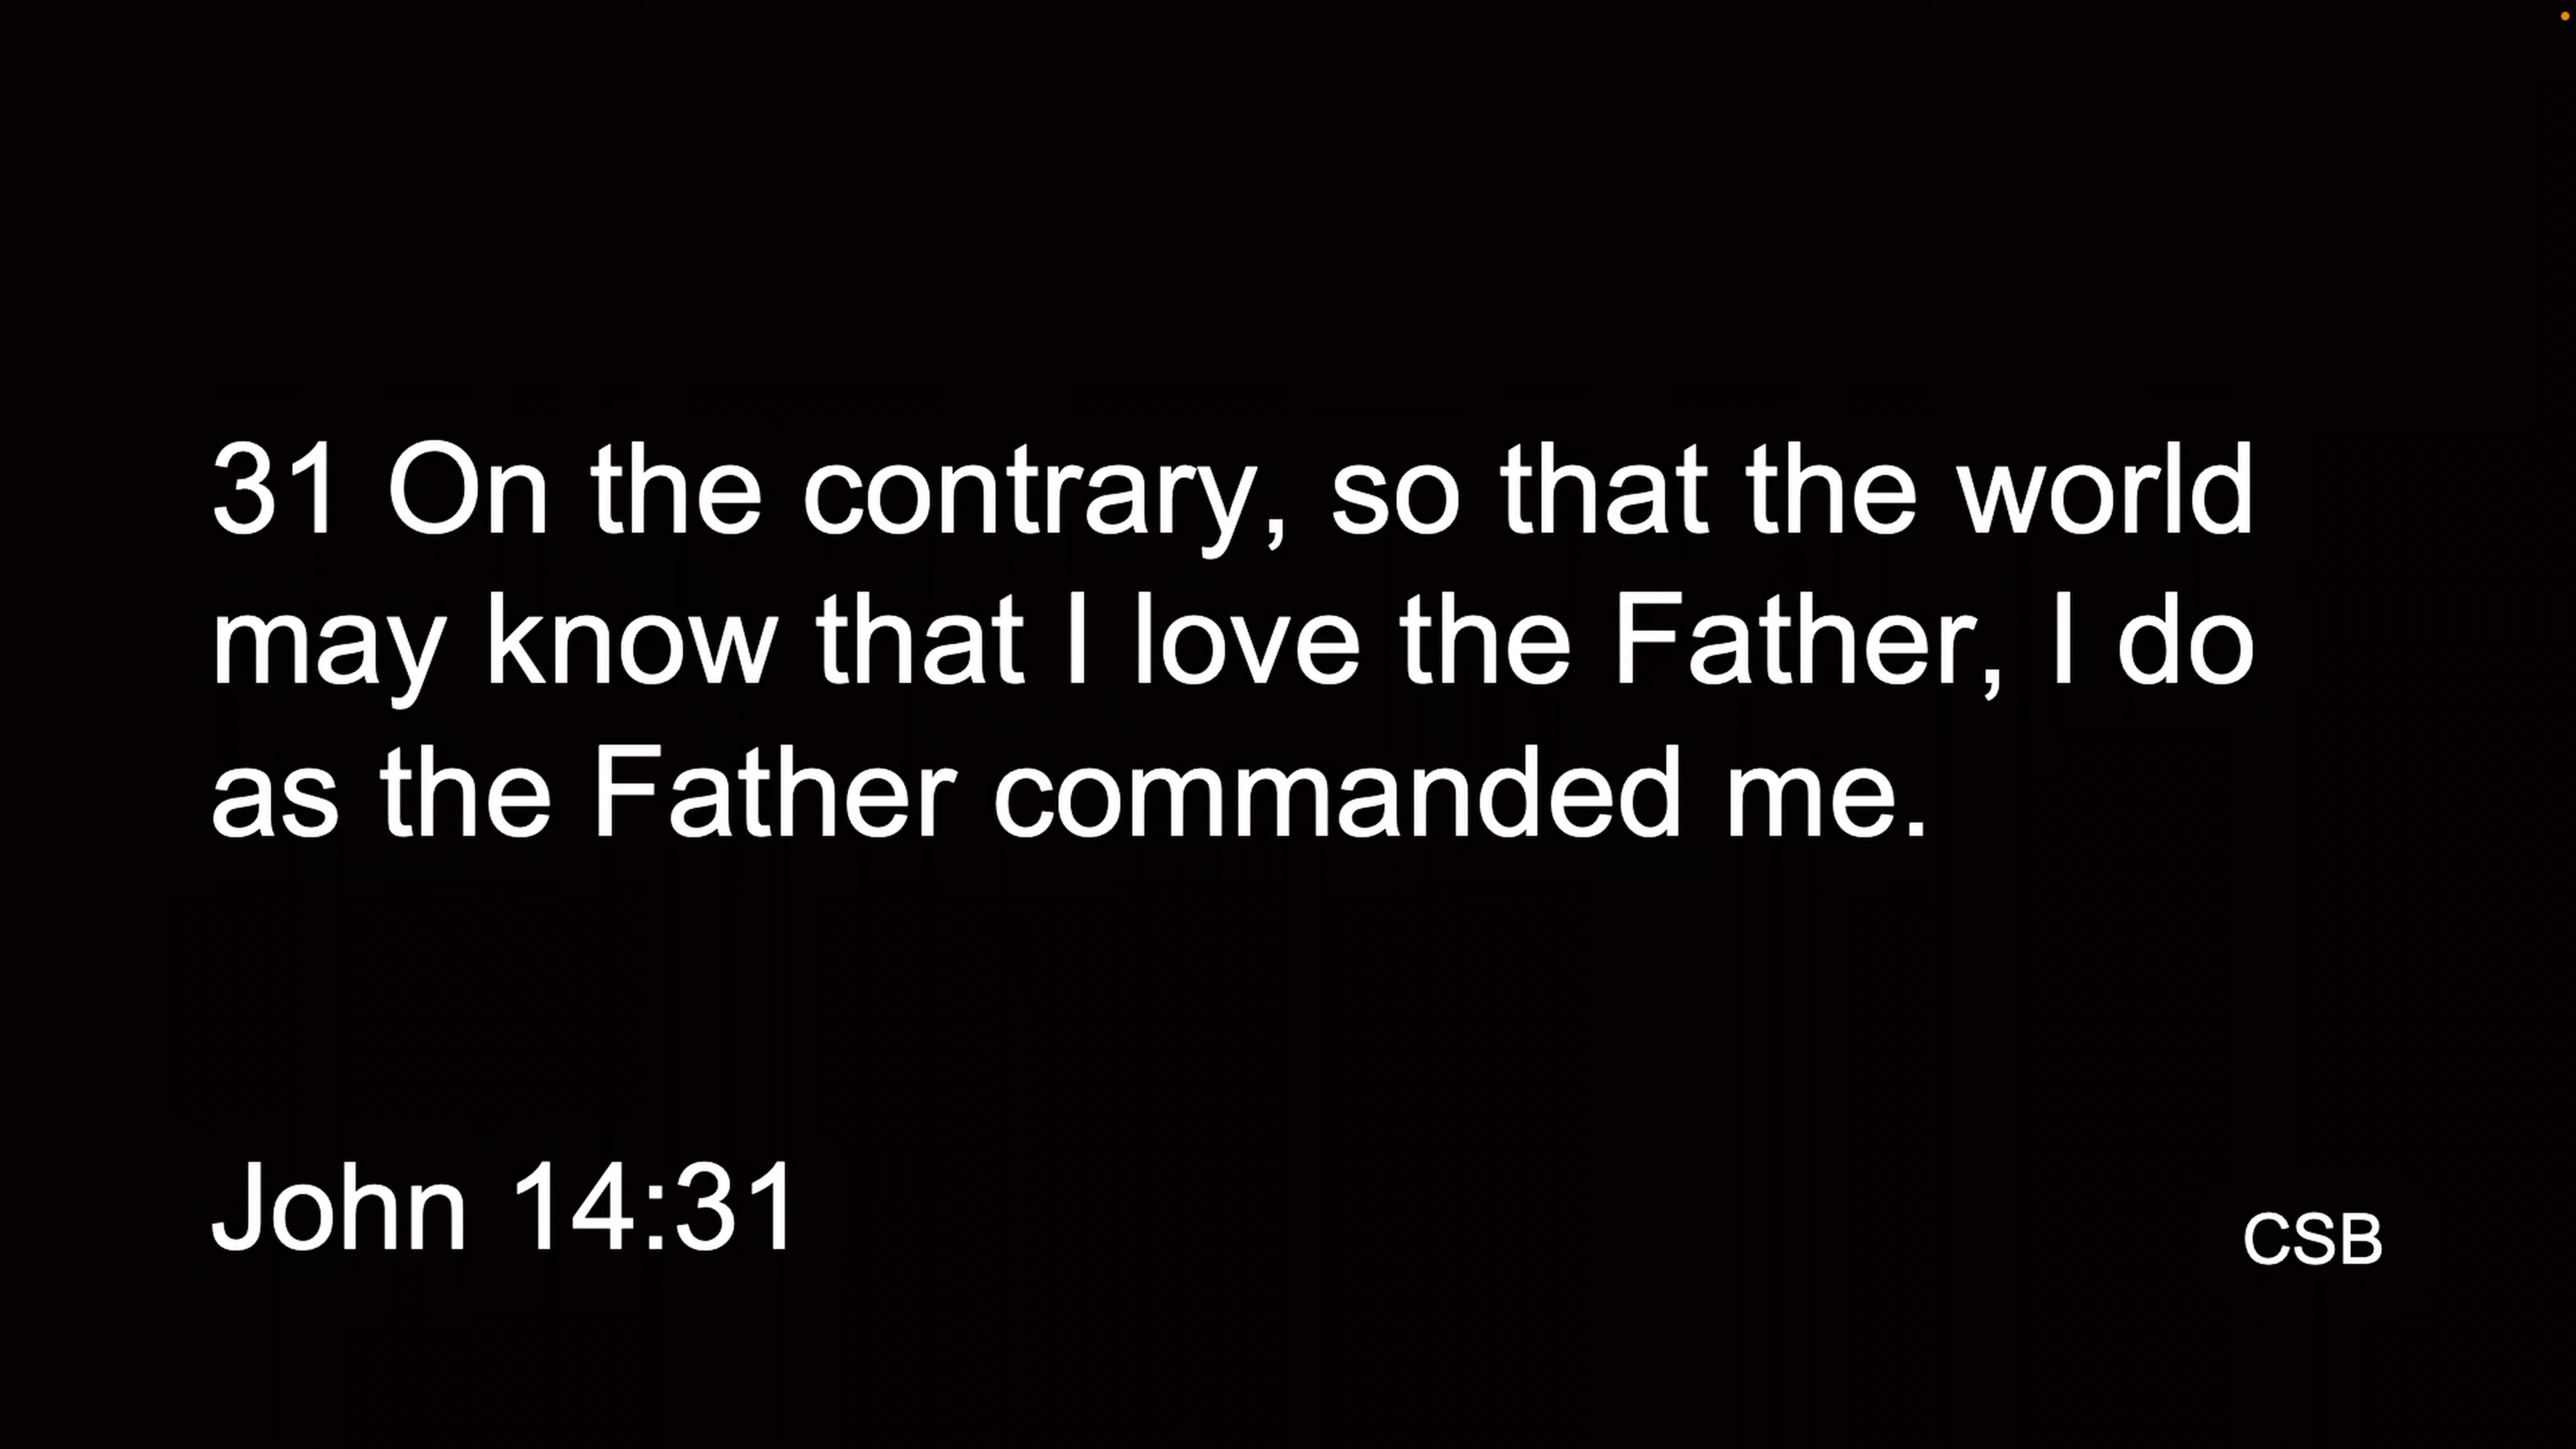 31 On the contrary, so that the world
may know that I love the Father, I do
as the Father commanded me.
John 14:31
CSB